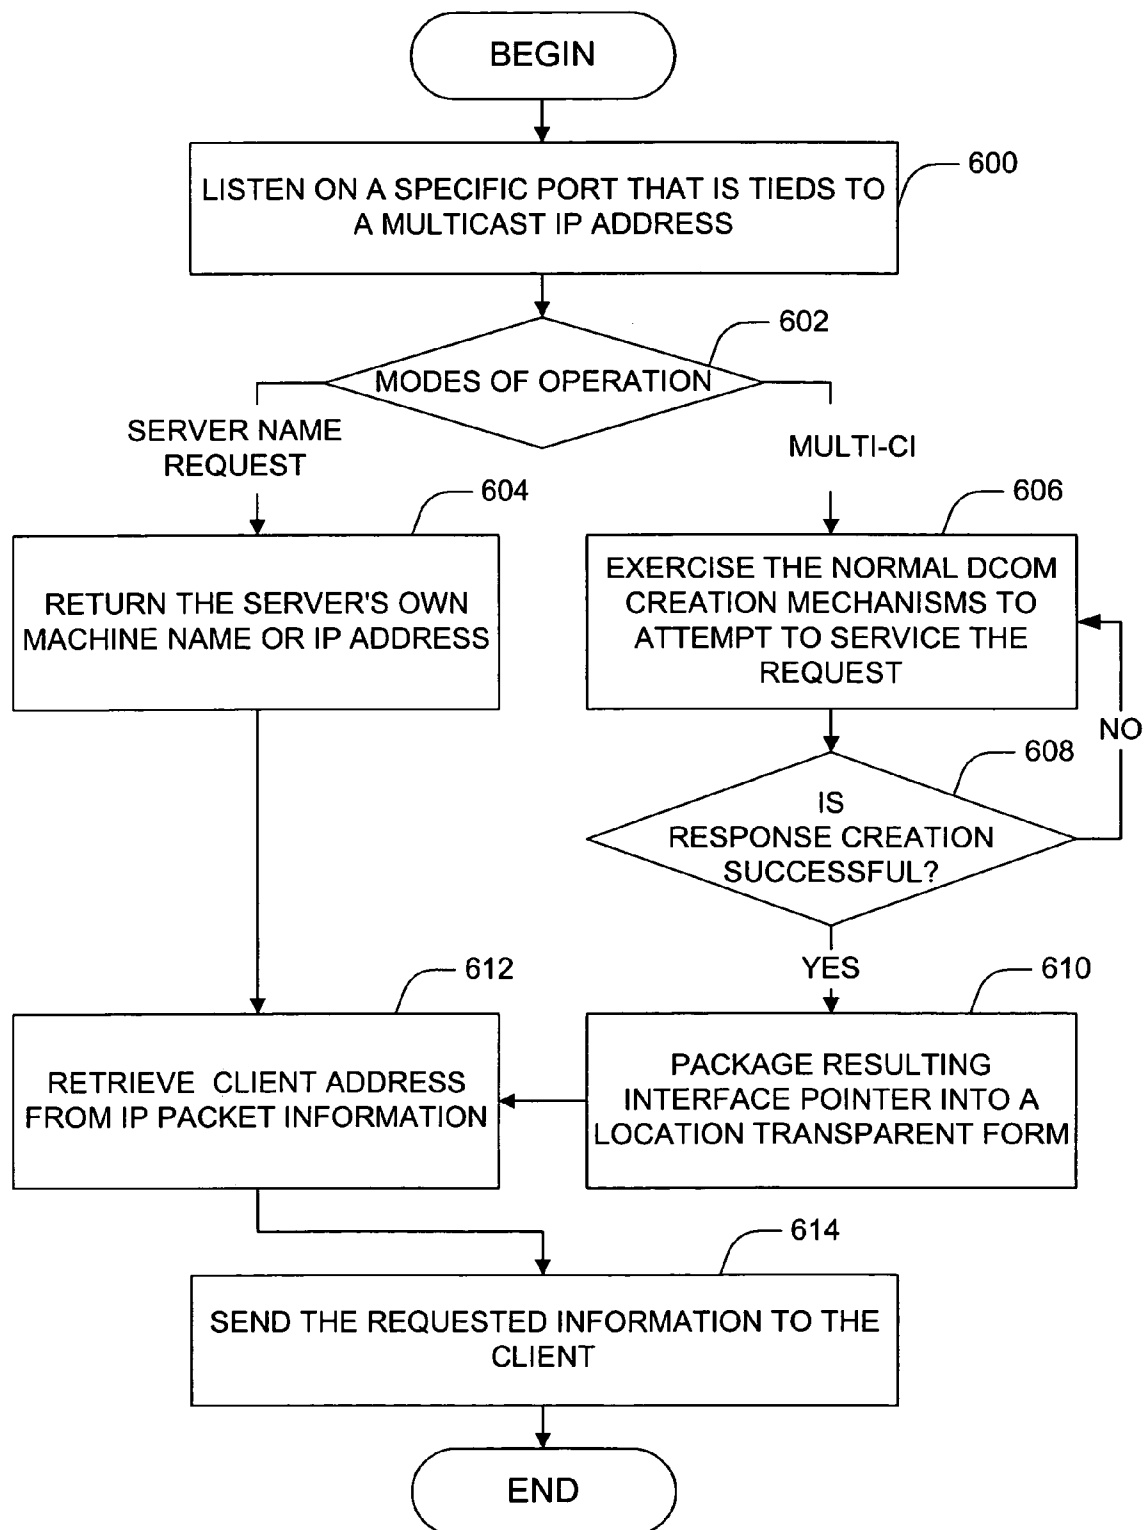 BEGIN
600
LISTEN ON A SPECIFIC PORT THAT IS TIEDS TO
A MULTICAST IP ADDRESS
602
MODES OF OPERATION
SERVER NAME
REQUEST
MULTI-CI
604
RETURN THE SERVER'S OWN
MACHINE NAME OR IP ADDRESS
606
EXERCISE THE NORMAL DCOM
CREATION MECHANISMS TO
ATTEMPT TO SERVICE THE
REQUEST
NO
608
IS
RESPONSE CREATION
SUCCESSFUL?
YES
612
RETRIEVE CLIENT ADDRESS
FROM IP PACKET INFORMATION
610
PACKAGE RESULTING
INTERFACE POINTER INTO A
LOCATION TRANSPARENT FORM
614
SEND THE REQUESTED INFORMATION TO THE
CLIENT
END